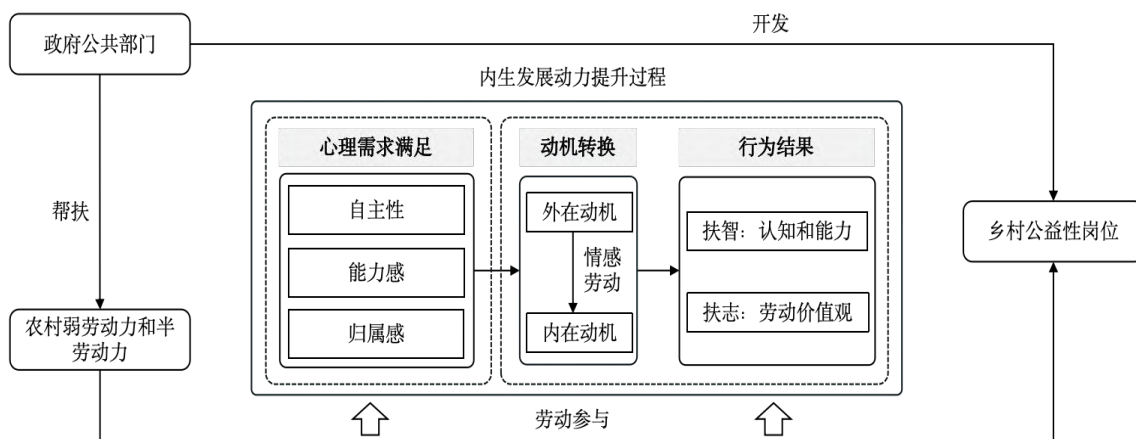 开发
政府公共部门
内生发展动力提升过程
心理需求满足
动机转换
行为结果
帮扶
自主性
能力感
归属感
外在动机
情感
劳动
内在动机
扶智：认知和能力
扶志：劳动价值观
乡村公益性岗位
农村弱劳动力和半
劳动力
劳动参与